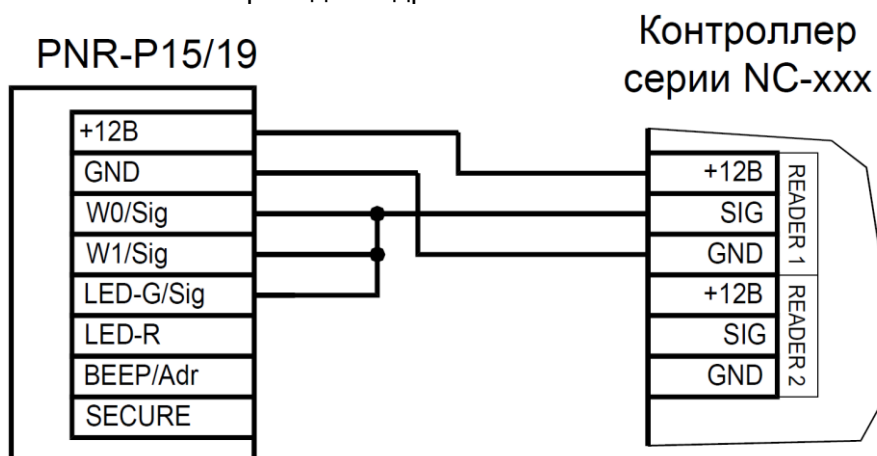 PNR-P15/19
+12В
GND
W0/Sig
W1/Sig
LED-G/Sig
LED-R
BEEP/Adr
SECURE
Контроллер
серии NC-xxx
+12В
SIG
GND
READER 1
+12В
SIG
GND
READER 2